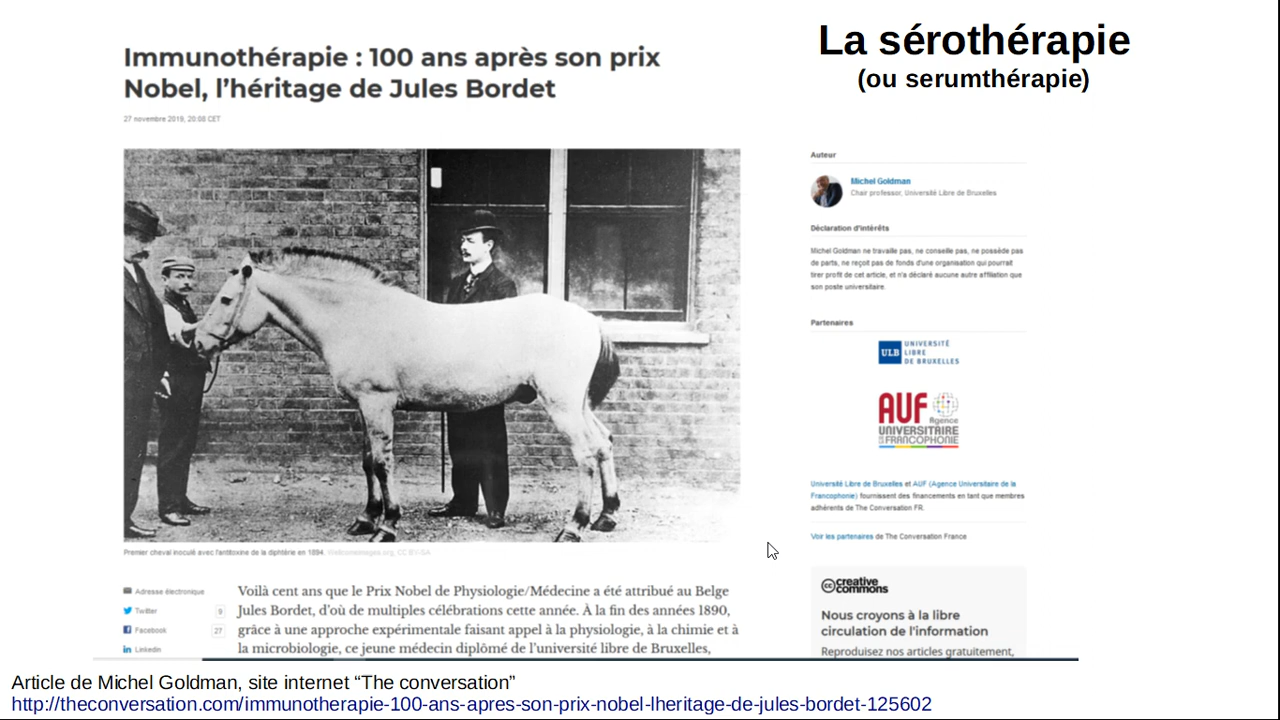 La sérothérapie
(ou serumthérapie)
Immunothérapie : 100 ans après son prix
Nobel, l’héritage de Jules Bordet
27 novembre 2019, 20:08 CET
Premier cheval inoculé avec l'antitoxine de la diphtérie en 1894. Wellcomeimages.org, CC BY-SA
Adresse électronique
Twitter 9
Facebook 27
Linkedin
Voilà cent ans que le Prix Nobel de Physiologie/Médecine a été attribué au Belge
Jules Bordet, d’où de multiples célébrations cette année. À la fin des années 1890,
grâce à une approche expérimentale faisant appel à la physiologie, à la chimie et à
la microbiologie, ce jeune médecin diplômé de l’université libre de Bruxelles,
Auteur
Michel Goldman
Chair professor, Université Libre de Bruxelles
Déclaration d’intérêts
Michel Goldman ne travaille pas, ne conseille pas, ne possède pas
de parts, ne reçoit pas de fonds d'une organisation qui pourrait
tirer profit de cet article, et n'a déclaré aucune autre affiliation que
son poste universitaire.
Partenaires
ULB UNIVERSITÉ
LIBRE
DE BRUXELLES
AUF Agence
UNIVERSITAIRE
DE LA FRANCOPHONIE
Université Libre de Bruxelles et AUF (Agence Universitaire de la
Francophonie) fournissent des financements en tant que membres
adhérents de The Conversation FR.
Voir les partenaires de The Conversation France
cc creative
commons
Nous croyons à la libre
circulation de l'information
Reproduisez nos articles gratuitement,
Article de Michel Goldman, site internet “The conversation”
http://theconversation.com/immunotherapie-100-ans-apres-son-prix-nobel-lheritage-de-jules-bordet-125602